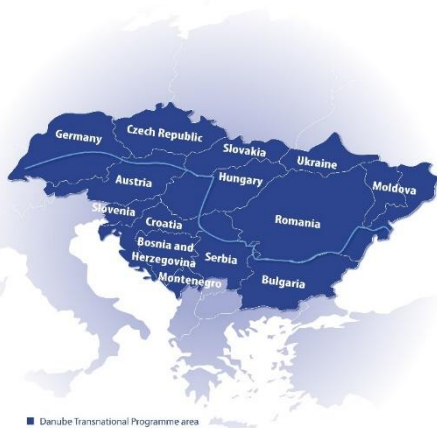 Germany
Czech Republic
Slovakia
Ukraine
Austria
Hungary
Moldova
Slovenia
Croatia
Romania
Bosnia and
Herzegovina
Serbia
Montenegro
Bulgaria
Danube Transnational Programme area